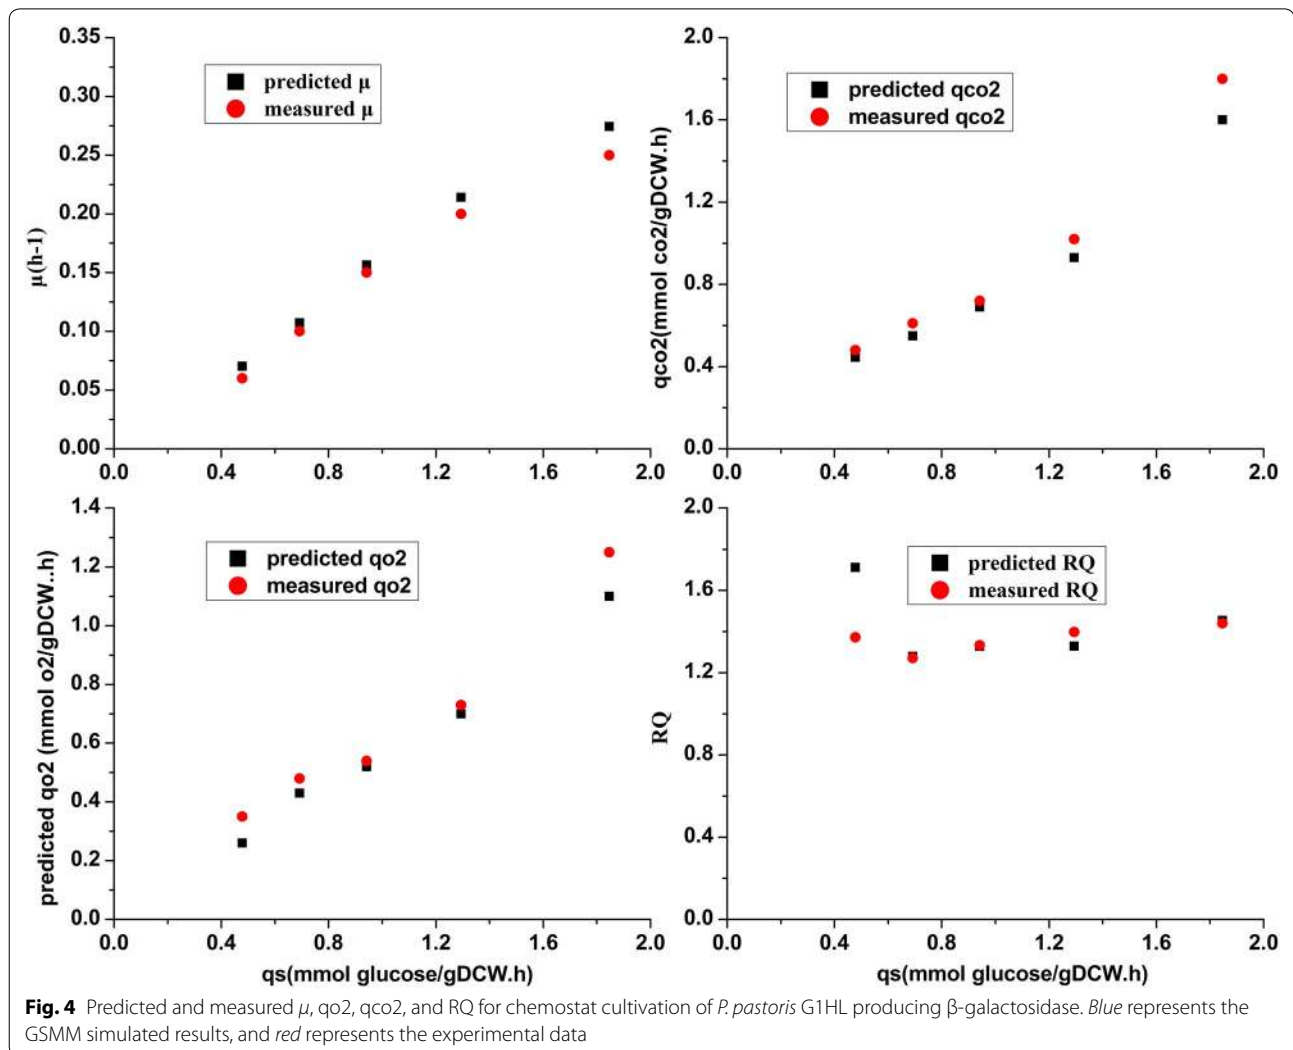 0.35
0.30
0.25
0.20
0.15
0.10
0.05
0.00
μ(h-1)
predicted μ
measured μ
0.0 0.4 0.8 1.2 1.6 2.0
2.0
1.6
1.2
0.8
0.4
0.0
qco2(mmol co2/gDCW.h)
predicted qco2
measured qco2
0.0 0.4 0.8 1.2 1.6 2.0
1.4
1.2
1.0
0.8
0.6
0.4
0.2
0.0
predicted qo2 (mmol o2/gDCW..h)
predicted qo2
measured qo2
0.0 0.4 0.8 1.2 1.6 2.0
qs(mmol glucose/gDCW.h)
2.0
1.6
1.2
0.8
0.4
0.0
RQ
predicted RQ
measured RQ
0.0 0.4 0.8 1.2 1.6 2.0
qs(mmol glucose/gDCW.h)
Fig. 4 Predicted and measured μ, qo2, qco2, and RQ for chemostat cultivation of P. pastoris G1HL producing β-galactosidase. Blue represents the
GSMM simulated results, and red represents the experimental data